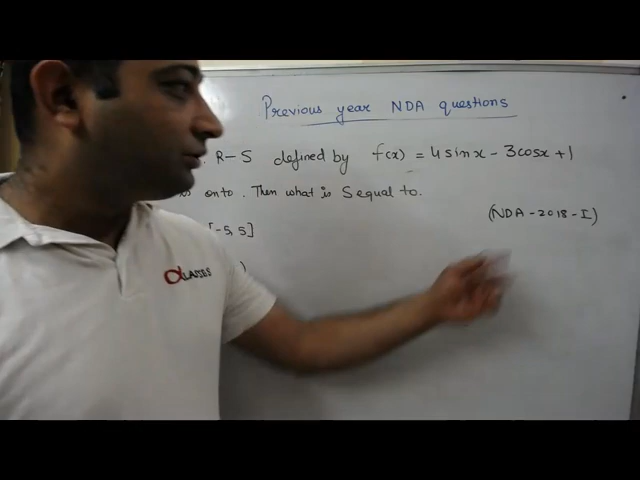 Previous year NDA questions
R-S defined by f(x) = 4 sin x - 3 cos x + 1
onto. Then what is S equal to.
(NDA-2018-I)
[-5, 5]
)
αLASSES